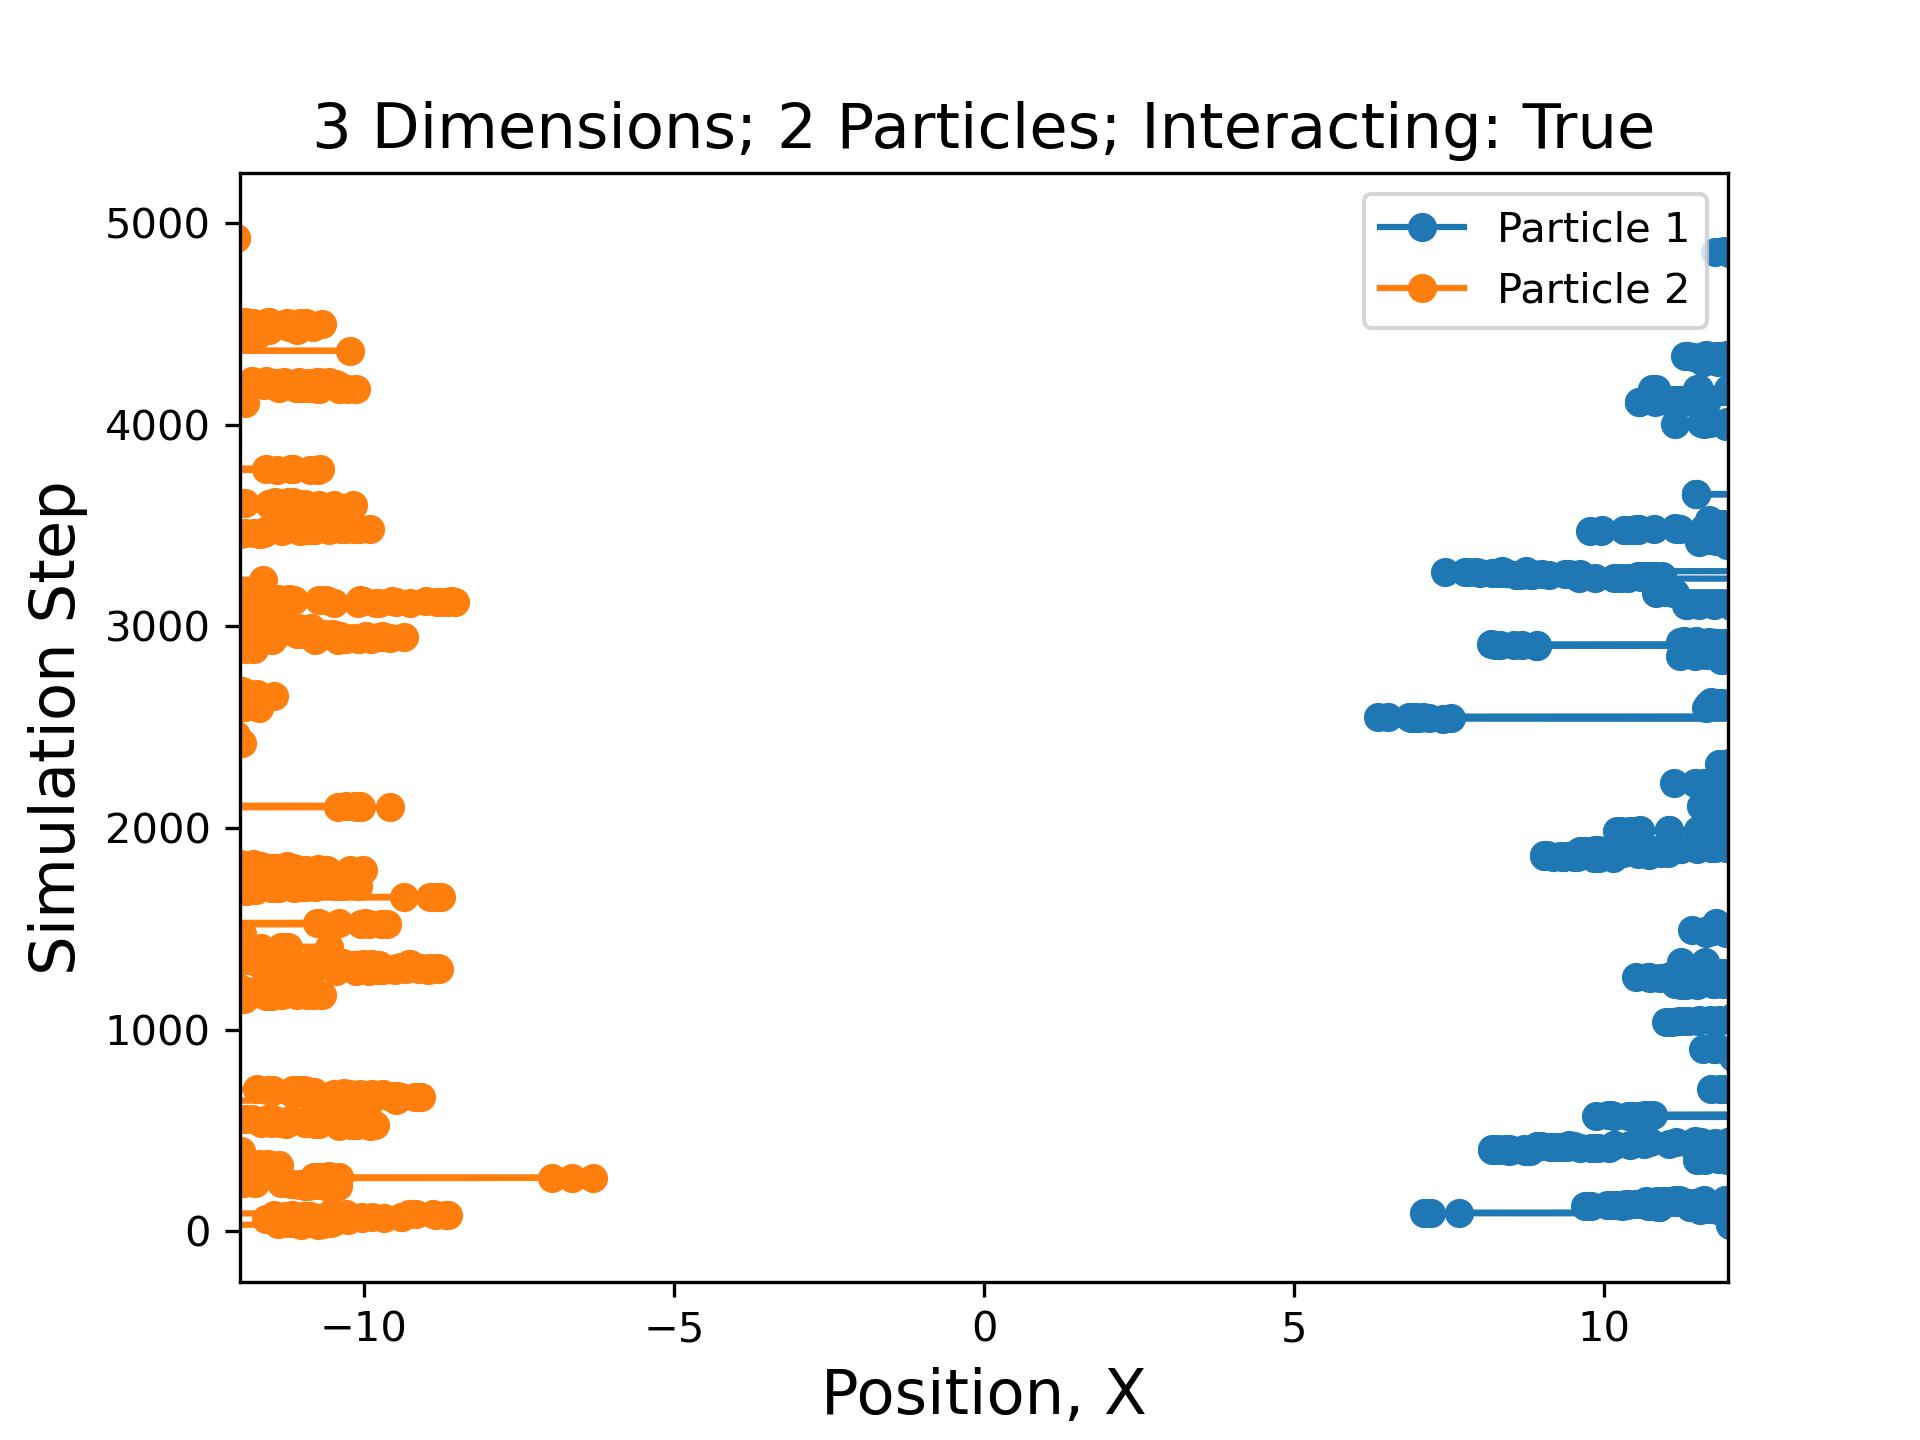 3 Dimensions; 2 Particles; Interacting: True
Particle 1
Particle 2
Simulation Step
5000
4000
3000
2000
1000
0
−10
−5
0
5
10
Position, X